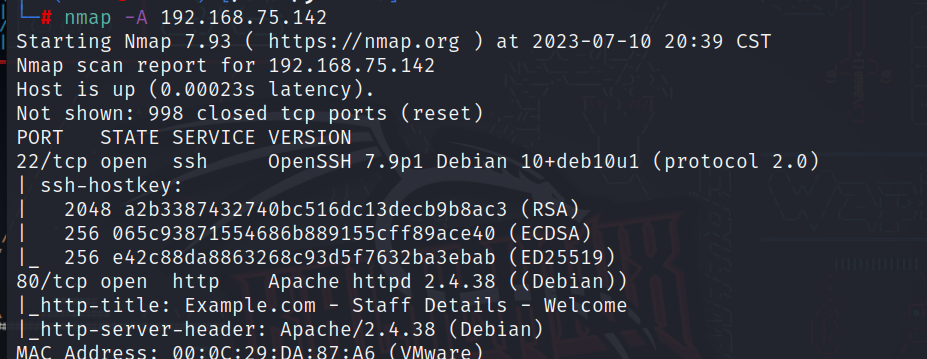 └─# nmap -A 192.168.75.142
Starting Nmap 7.93 ( https://nmap.org ) at 2023-07-10 20:39 CST
Nmap scan report for 192.168.75.142
Host is up (0.00023s latency).
Not shown: 998 closed tcp ports (reset)
PORT   STATE SERVICE VERSION
22/tcp open  ssh     OpenSSH 7.9p1 Debian 10+deb10u1 (protocol 2.0)
| ssh-hostkey:
|   2048 a2b3387432740bc516dc13decb9b8ac3 (RSA)
|   256 065c93871554686b889155cff89ace40 (ECDSA)
|_  256 e42c88da8863268c93d5f7632ba3ebab (ED25519)
80/tcp open  http    Apache httpd 2.4.38 ((Debian))
|_http-title: Example.com - Staff Details - Welcome
|_http-server-header: Apache/2.4.38 (Debian)
MAC Address: 00:0C:29:DA:87:A6 (VMware)